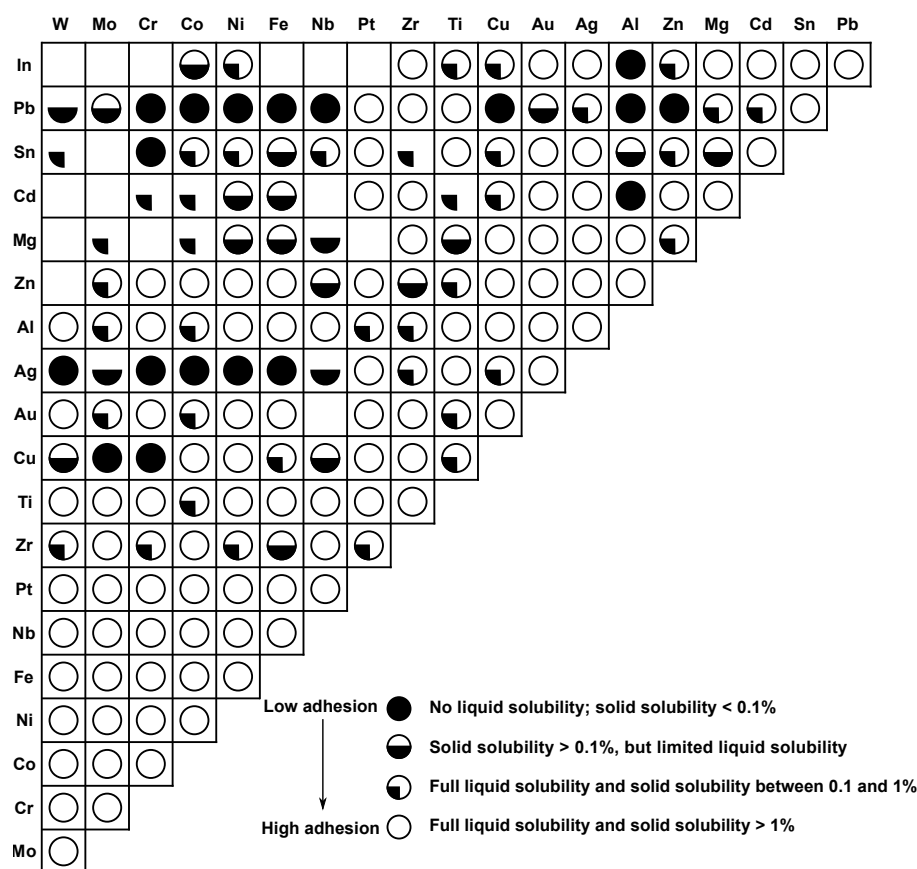 W Mo Cr Co Ni Fe Nb Pt Zr Ti Cu Au Ag Al Zn Mg Cd Sn Pb
In
Pb
Sn
Cd
Mg
Zn
Al
Ag
Au
Cu
Ti
Zr
Pt
Nb
Fe
Ni
Co
Cr
Mo
Low adhesion
High adhesion
No liquid solubility; solid solubility < 0.1%
Solid solubility > 0.1%, but limited liquid solubility
Full liquid solubility and solid solubility between 0.1 and 1%
Full liquid solubility and solid solubility > 1%